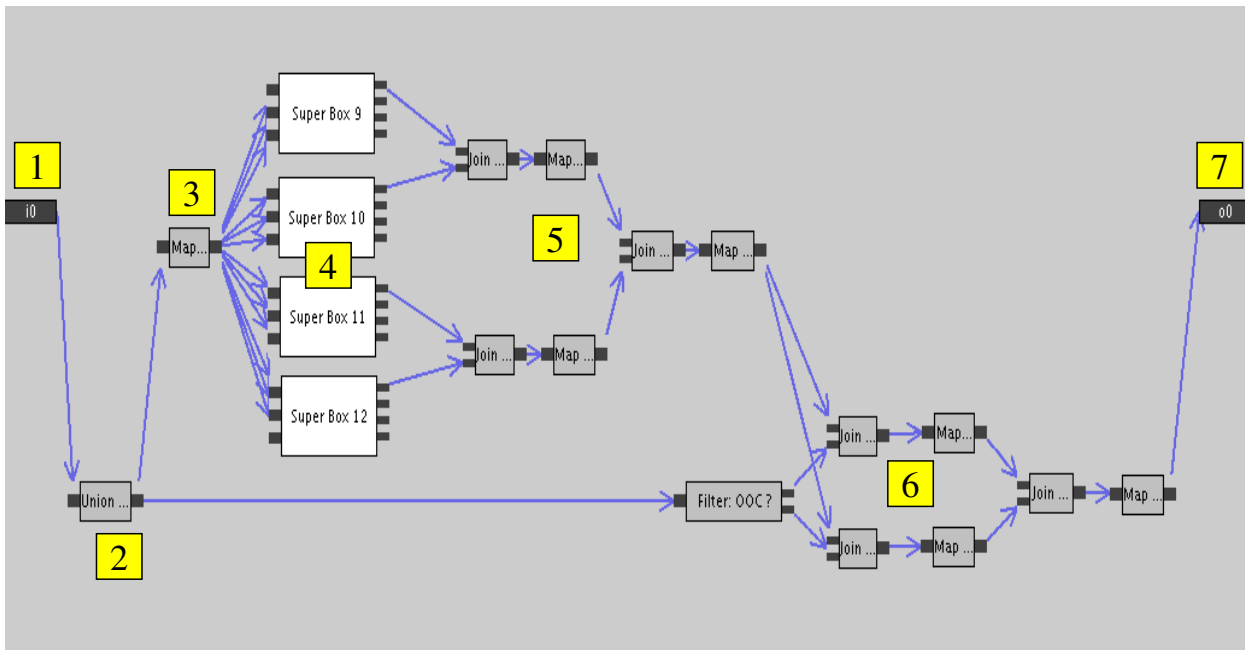 Super Box 9
1
Join ...
Map...
3
7
i0
Super Box 10
o0
Map...
4
5
Join ...
Map ...
Super Box 11
Join ...
Map ...
Super Box 12
Join ...
Map...
6
Union ...
Filter: OOC ?
Join ...
Map ...
2
Join ...
Map ...